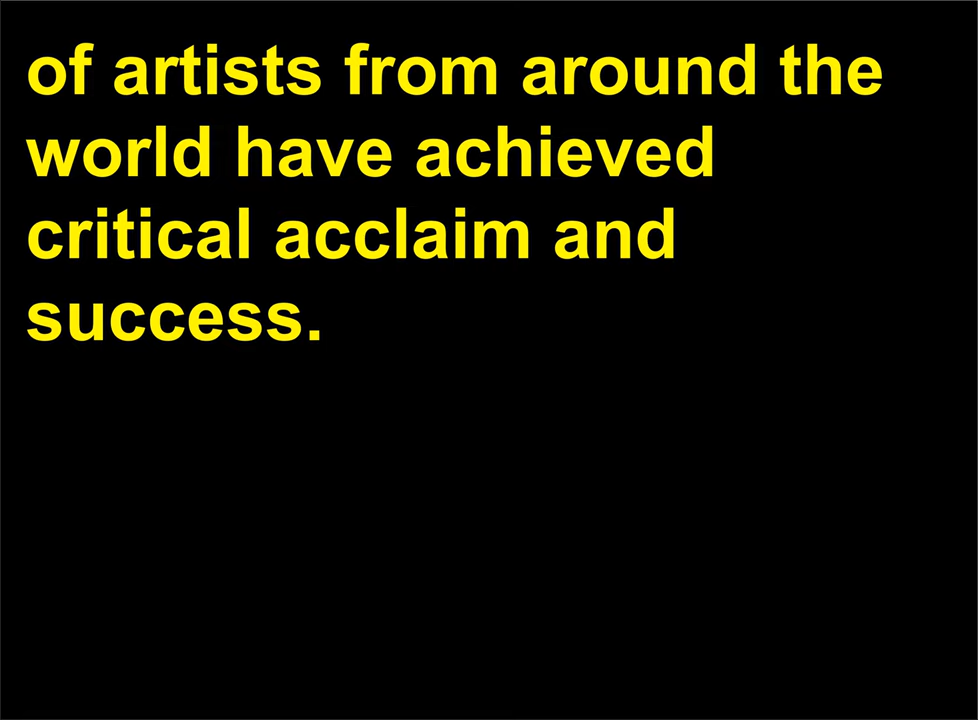 of artists from around the
world have achieved
critical acclaim and
success.